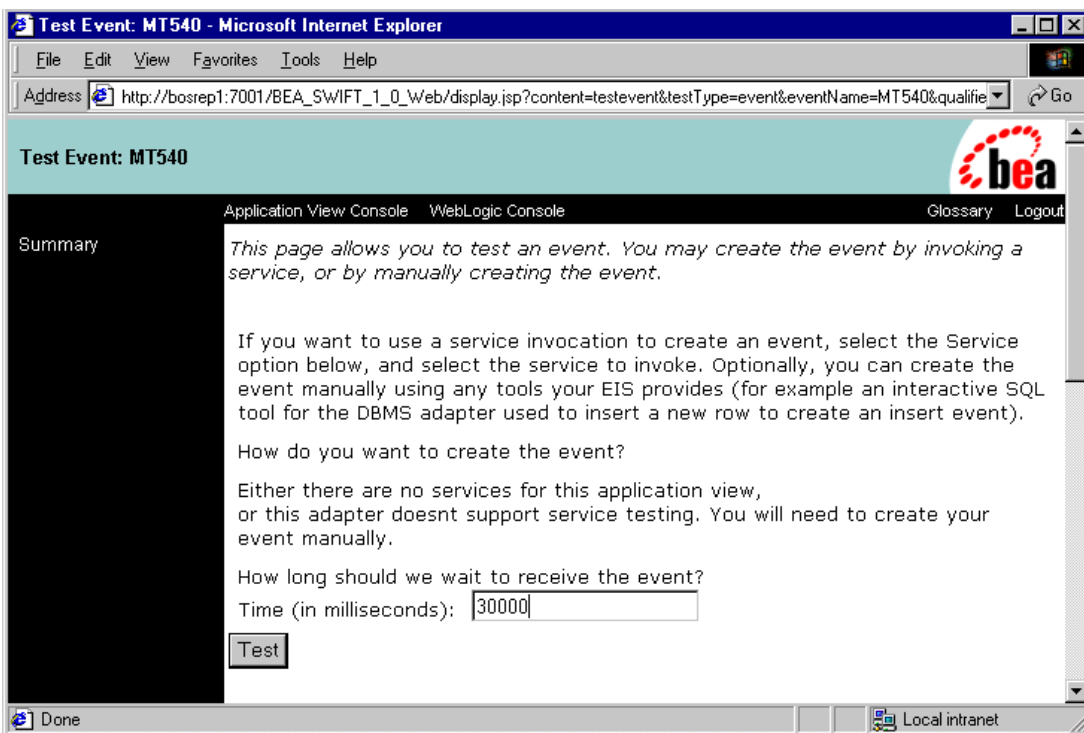 Test Event: MT540 - Microsoft Internet Explorer
File Edit View Favorites Tools Help
Address http://bosrep1:7001/BEA_SWIFT_1_0_Web/display.jsp?content=testevent&testType=event&eventName=MT540&qualifie Go
Test Event: MT540
bea
Application View Console WebLogic Console Glossary Logout
Summary
This page allows you to test an event. You may create the event by invoking a
service, or by manually creating the event.
If you want to use a service invocation to create an event, select the Service
option below, and select the service to invoke. Optionally, you can create the
event manually using any tools your EIS provides (for example an interactive SQL
tool for the DBMS adapter used to insert a new row to create an insert event).
How do you want to create the event?
Either there are no services for this application view,
or this adapter doesnt support service testing. You will need to create your
event manually.
How long should we wait to receive the event?
Time (in milliseconds): 30000
Test
Done Local intranet